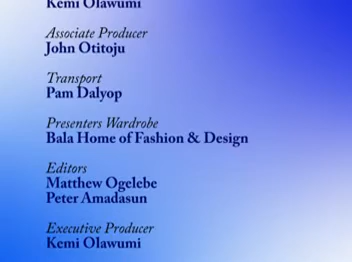 Kemi Olawumi
Associate Producer
John Otitoju
Transport
Pam Dalyop
Presenters Wardrobe
Bala Home of Fashion & Design
Editors
Matthew Ogelebe
Peter Amadasun
Executive Producer
Kemi Olawumi